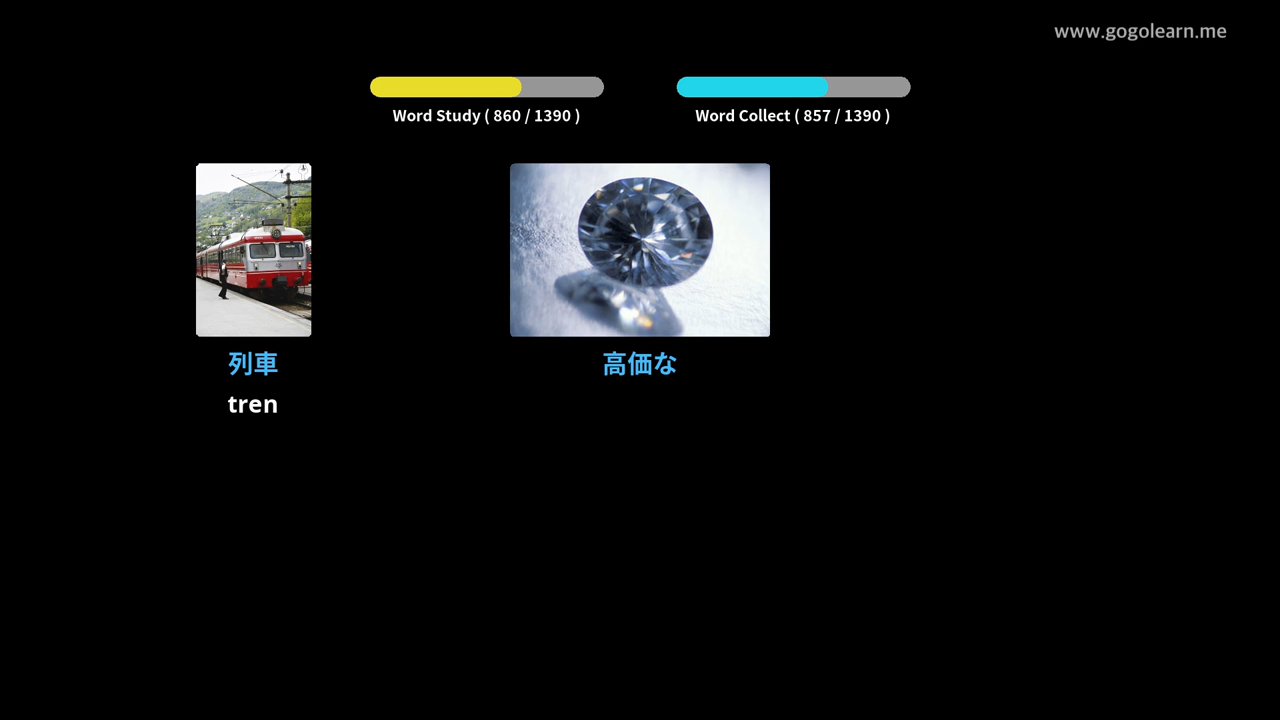 www.gogolearn.me
Word Study ( 860 / 1390 )
Word Collect ( 857 / 1390 )
列車
tren
高価な